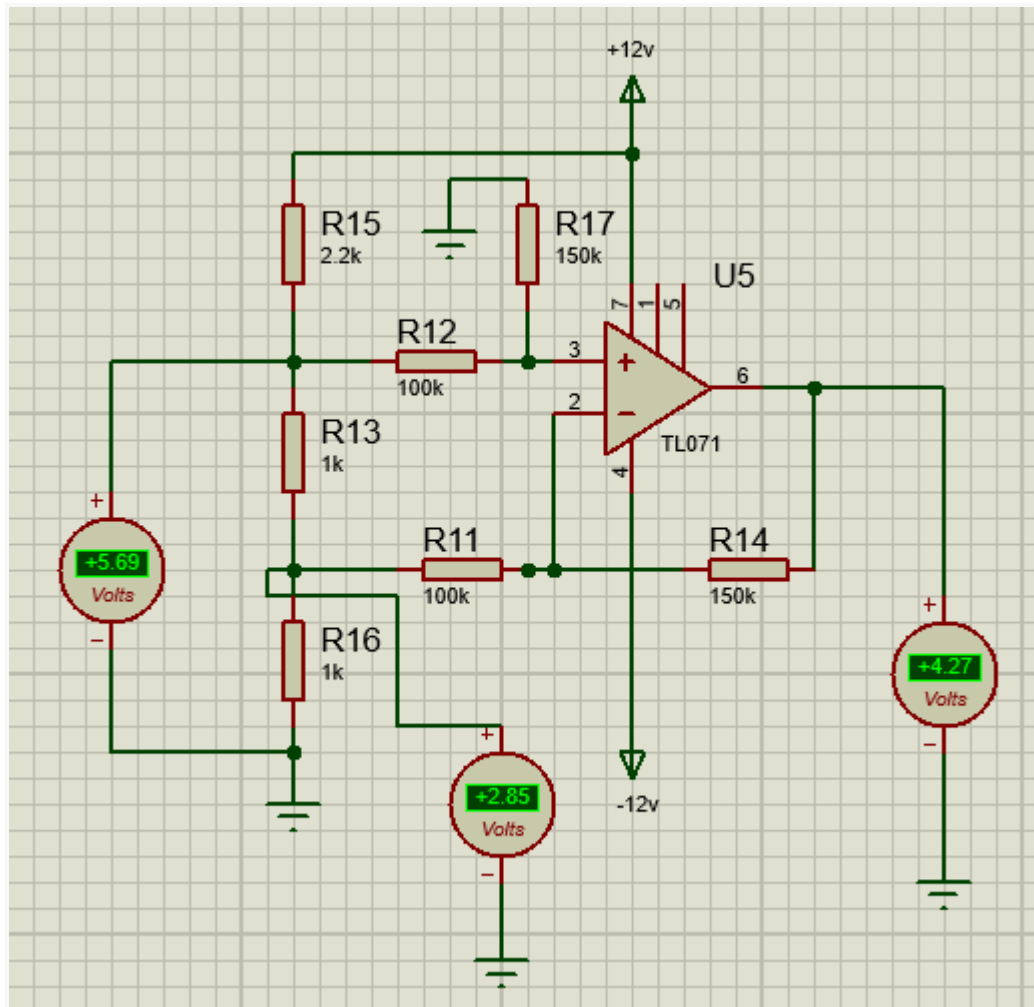 +12v
R15
2.2k
R17
150k
U5
7
1
5
R12
100k
3
+
6
2
−
TL071
4
R13
1k
+
+5.69
Volts
−
R11
100k
R14
150k
R16
1k
+
+4.27
Volts
−
+
+2.85
Volts
−
-12v